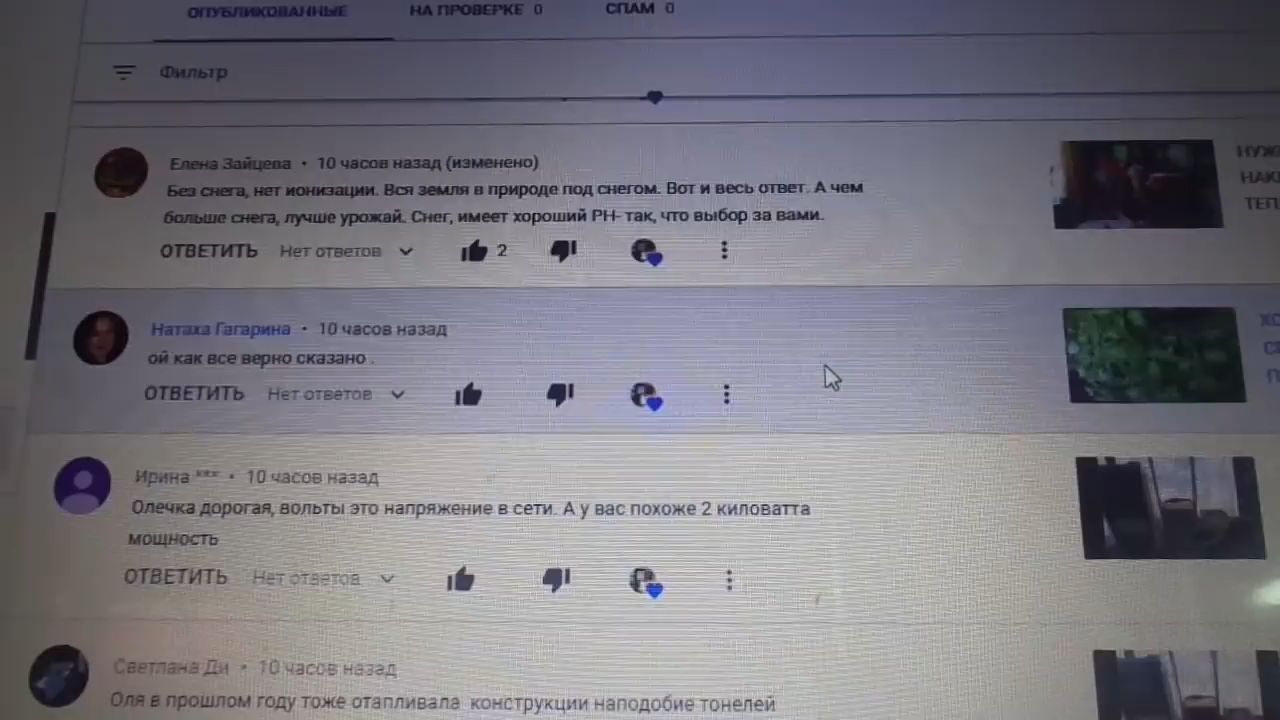 ОПУБЛИКОВАННЫЕ НА ПРОВЕРКЕ 0 СПАМ 0
Фильтр
Елена Зайцева • 10 часов назад (изменено)
Без снега, нет ионизации. Вся земля в природе под снегом. Вот и весь ответ. А чем
больше снега, лучше урожай. Снег, имеет хороший РН- так, что выбор за вами.
ОТВЕТИТЬ Нет ответов 2
Натаха Гагарина • 10 часов назад
ой как все верно сказано .
ОТВЕТИТЬ Нет ответов
Ирина *** • 10 часов назад
Олечка дорогая, вольты это напряжение в сети. А у вас похоже 2 киловатта
мощность
ОТВЕТИТЬ Нет ответов
Светлана Ди • 10 часов назад
Оля в прошлом году тоже отапливала конструкции наподобие тонелей